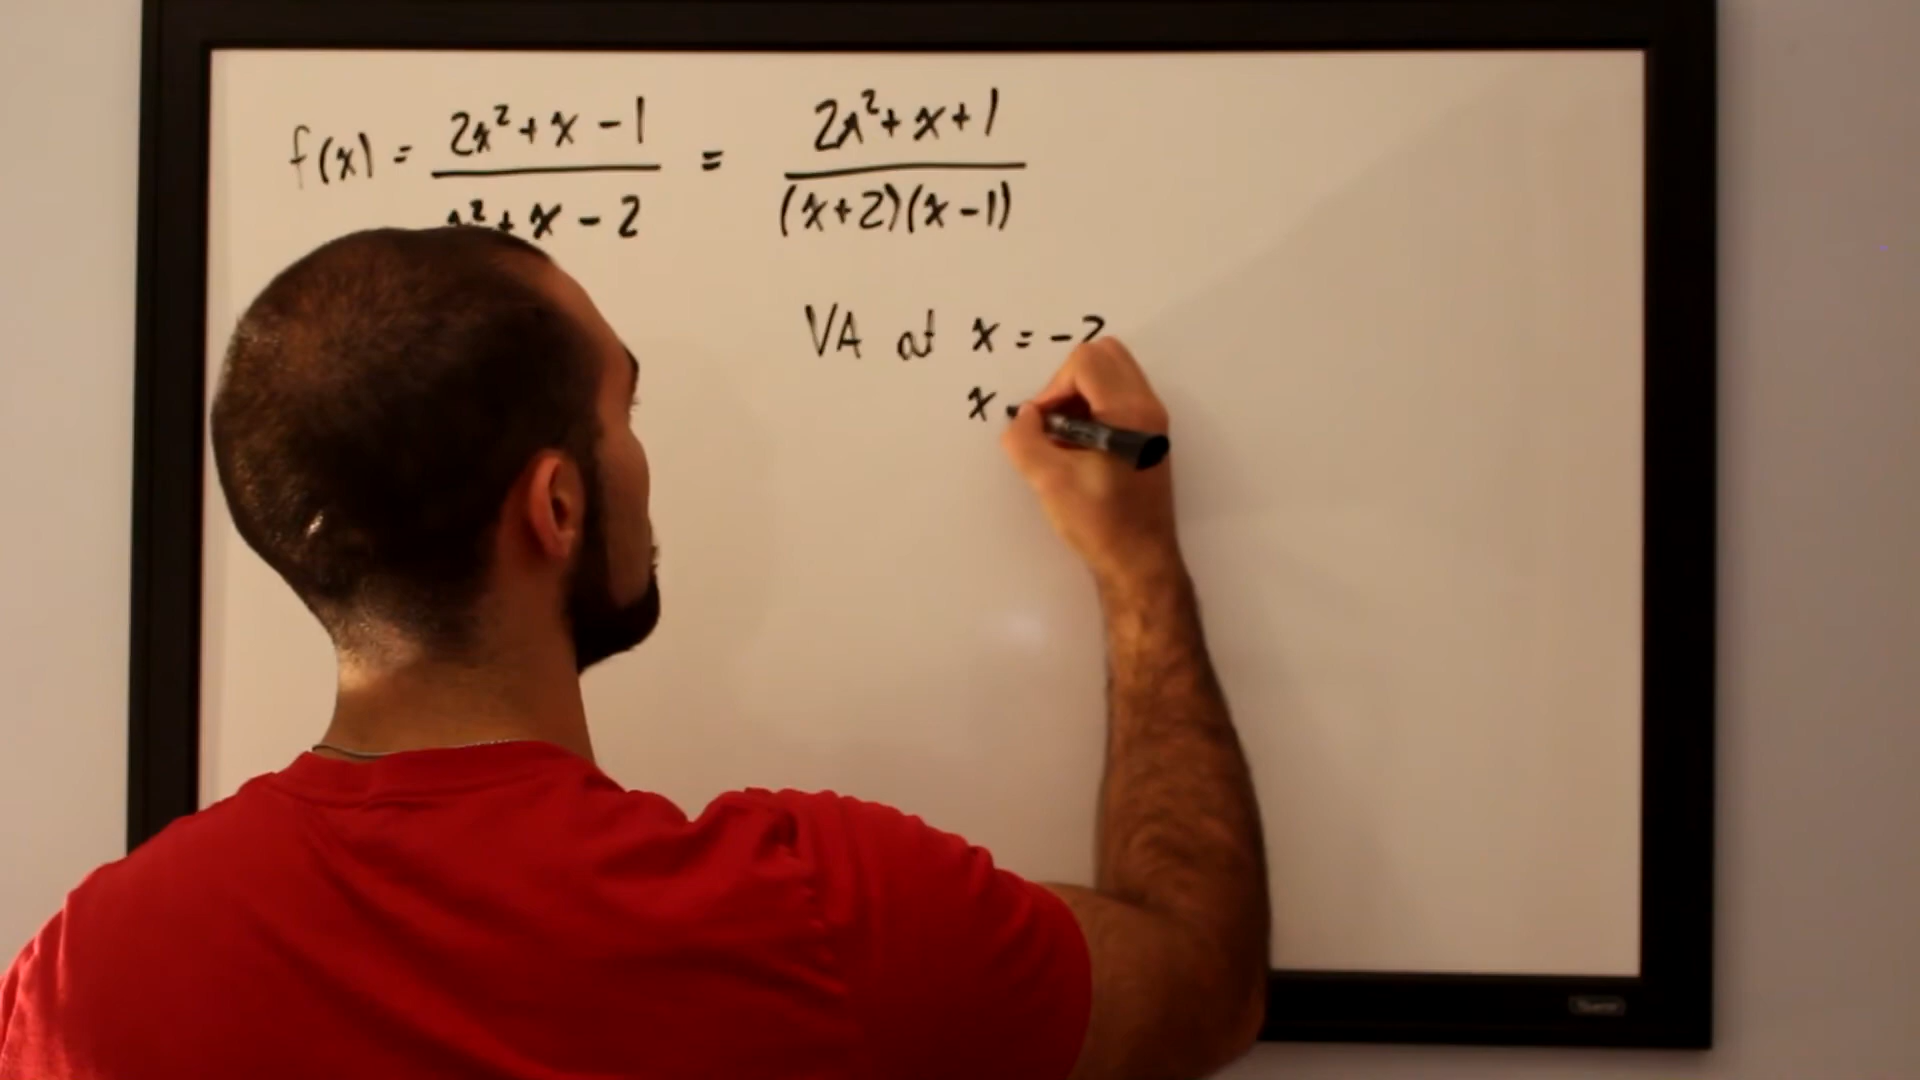 f(x) = (2x² + x - 1)/(x² + x - 2) = (2x² + x + 1)/((x+2)(x-1))
VA at x = -2
x